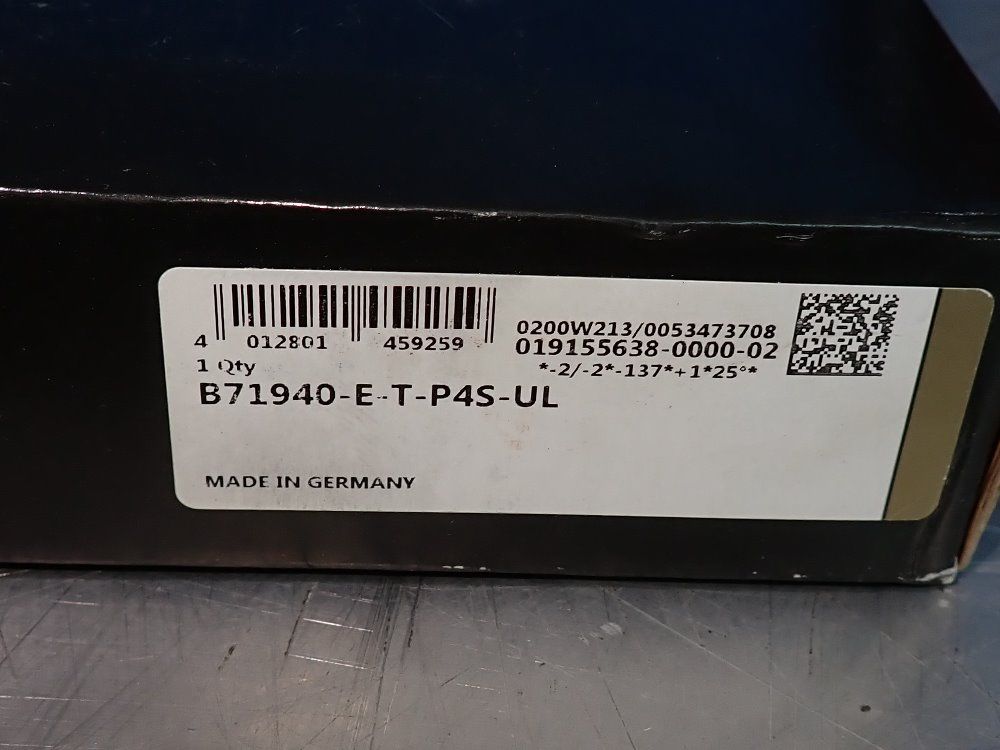 4 012801 459259
1 Qty
0200W213/0053473708
019155638-0000-02
*-2/-2*-137*+1*25°*
B71940-E-T-P4S-UL
MADE IN GERMANY